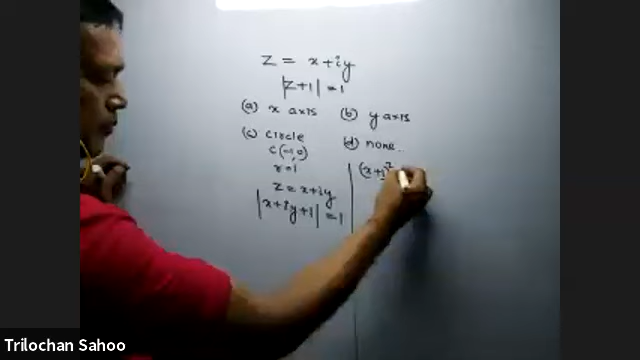 z = x+iy
|z+1| = 1
(a) x axis (b) y axis
(c) circle (d) none..
c(-1,0)
r=1
z = x+iy
|x+iy+1| = 1
(x+1)²
Trilochan Sahoo